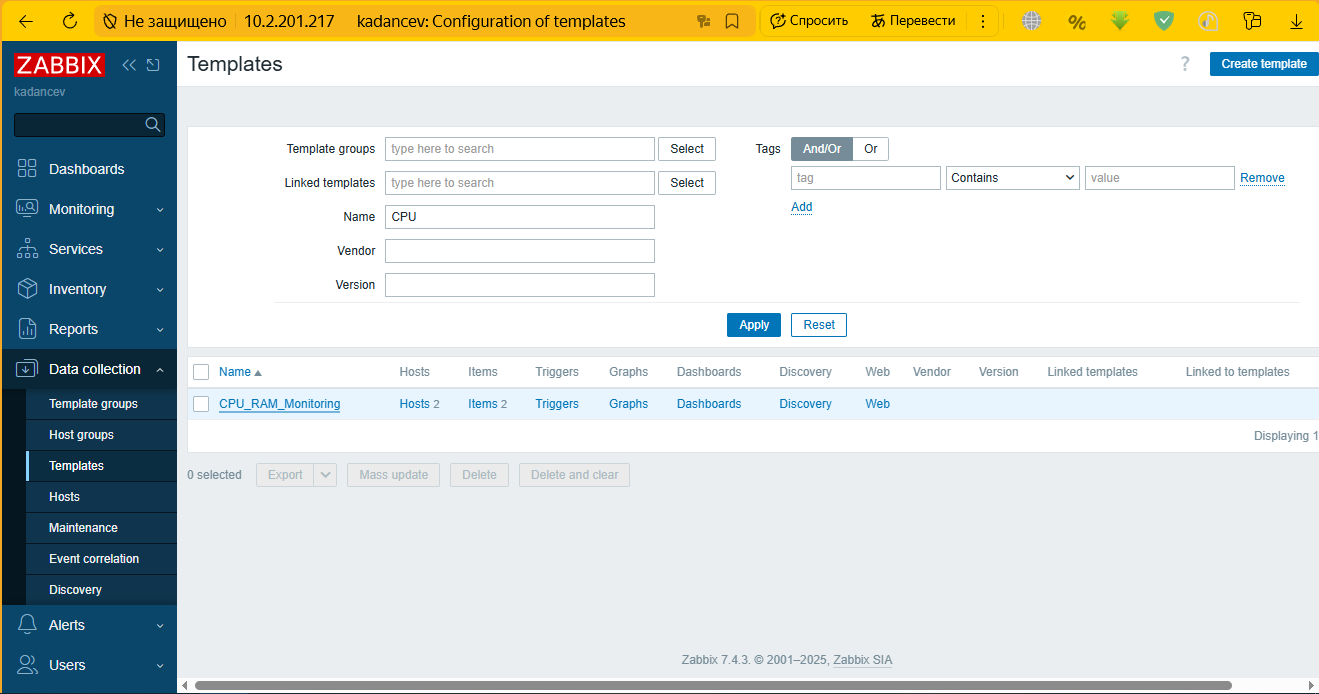 Не защищено 10.2.201.217 kadancev: Configuration of templates Спросить Перевести
ZABBIX
kadancev
Dashboards
Monitoring
Services
Inventory
Reports
Data collection
Template groups
Host groups
Templates
Hosts
Maintenance
Event correlation
Discovery
Alerts
Users
Templates ? Create template
Template groups type here to search Select
Linked templates type here to search Select
Name CPU
Vendor
Version
Tags And/Or Or
tag Contains value Remove
Add
Apply Reset
Name Hosts Items Triggers Graphs Dashboards Discovery Web Vendor Version Linked templates Linked to templates
CPU_RAM_Monitoring Hosts 2 Items 2 Triggers Graphs Dashboards Discovery Web
Displaying 1
0 selected Export Mass update Delete Delete and clear
Zabbix 7.4.3. © 2001–2025, Zabbix SIA